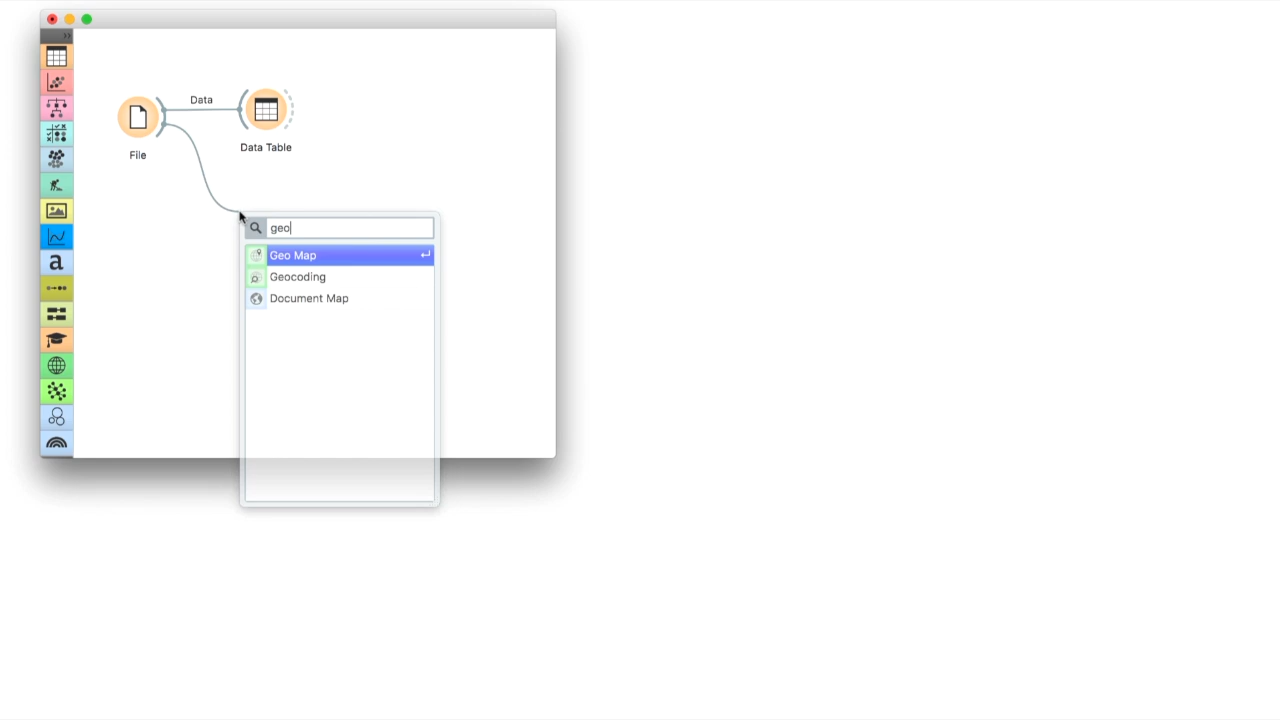 Data
File
Data Table
geo
Geo Map
Geocoding
Document Map
a